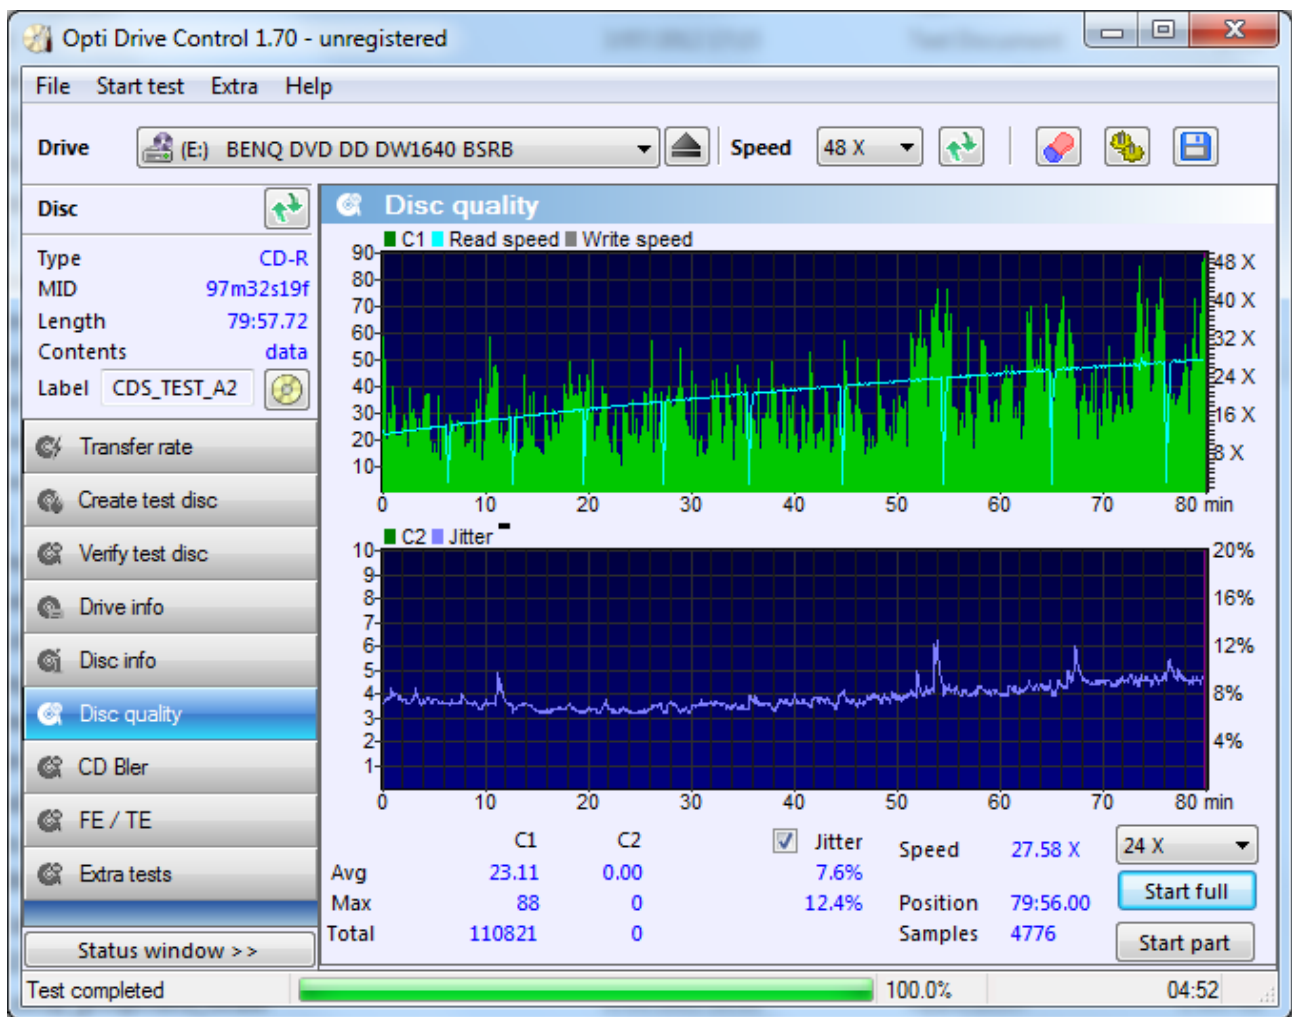 Opti Drive Control 1.70 - unregistered
File Start test Extra Help
Drive (E:) BENQ DVD DD DW1640 BSRB Speed 48 X
Disc
Type CD-R
MID 97m32s19f
Length 79:57.72
Contents data
Label CDS_TEST_A2
Transfer rate
Create test disc
Verify test disc
Drive info
Disc info
Disc quality
CD Bler
FE / TE
Extra tests
Status window >>
Disc quality
C1 Read speed Write speed
90
80
70
60
50
40
30
20
10
48 X
40 X
32 X
24 X
16 X
8 X
0 10 20 30 40 50 60 70 80 min
C2 Jitter
10
9
8
7
6
5
4
3
2
1
20%
16%
12%
8%
4%
0 10 20 30 40 50 60 70 80 min
C1 C2 Jitter Speed 27.58 X 24 X
Avg 23.11 0.00 7.6%
Start full
Max 88 0 12.4% Position 79:56.00
Total 110821 0 Samples 4776 Start part
Test completed 100.0% 04:52